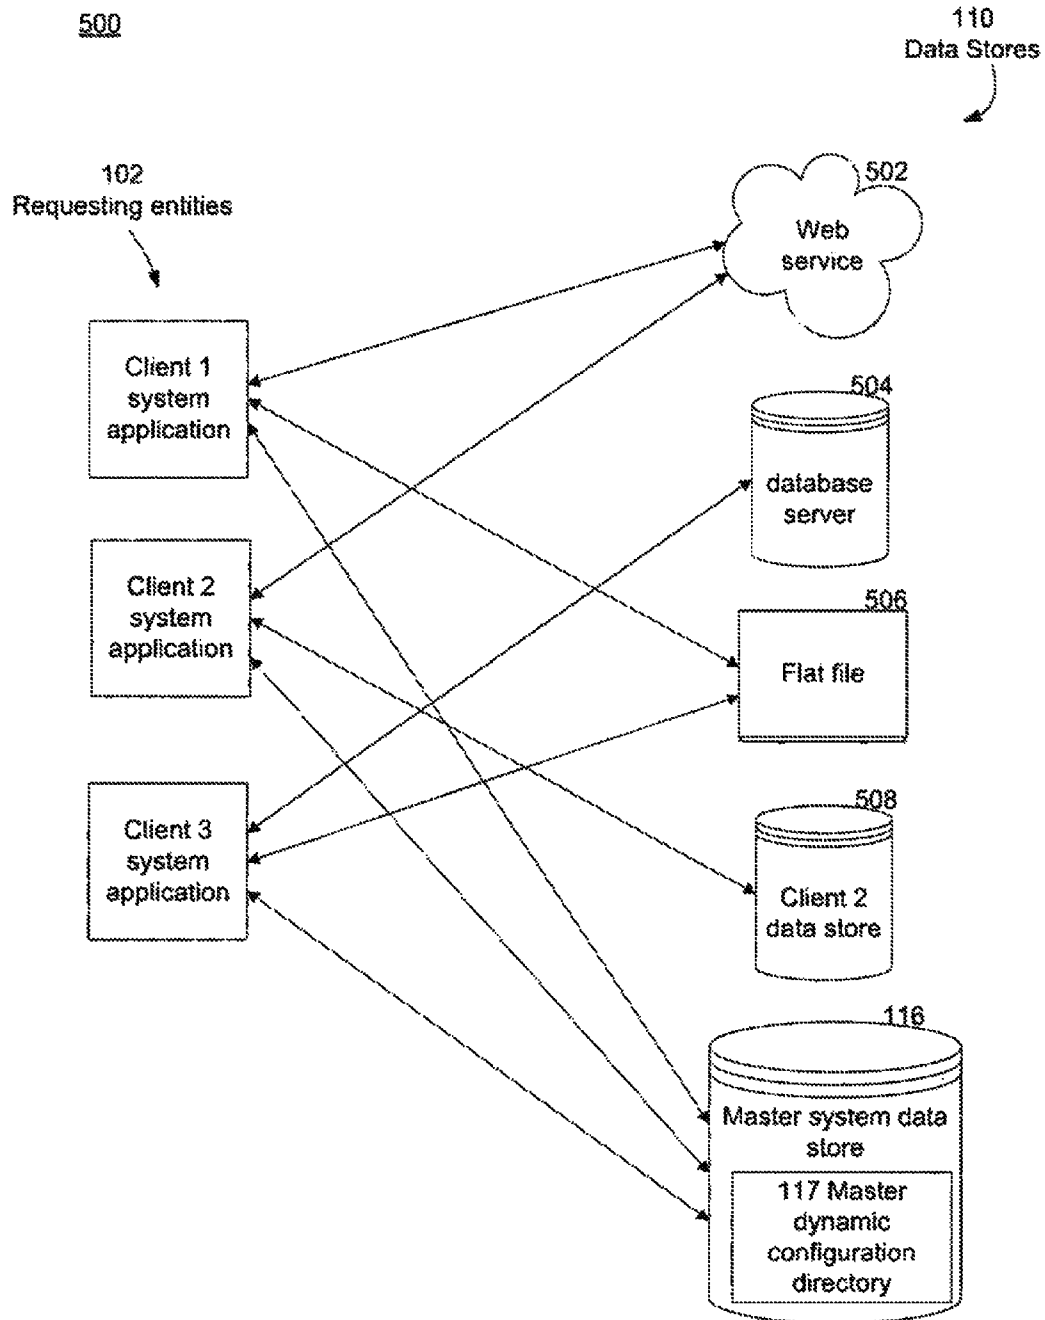 500
110
Data Stores
102
Requesting entities
502
Web
service
Client 1
system
application
504
database
server
Client 2
system
application
506
Flat file
Client 3
system
application
508
Client 2
data store
116
Master system data
store
117 Master
dynamic
configuration
directory